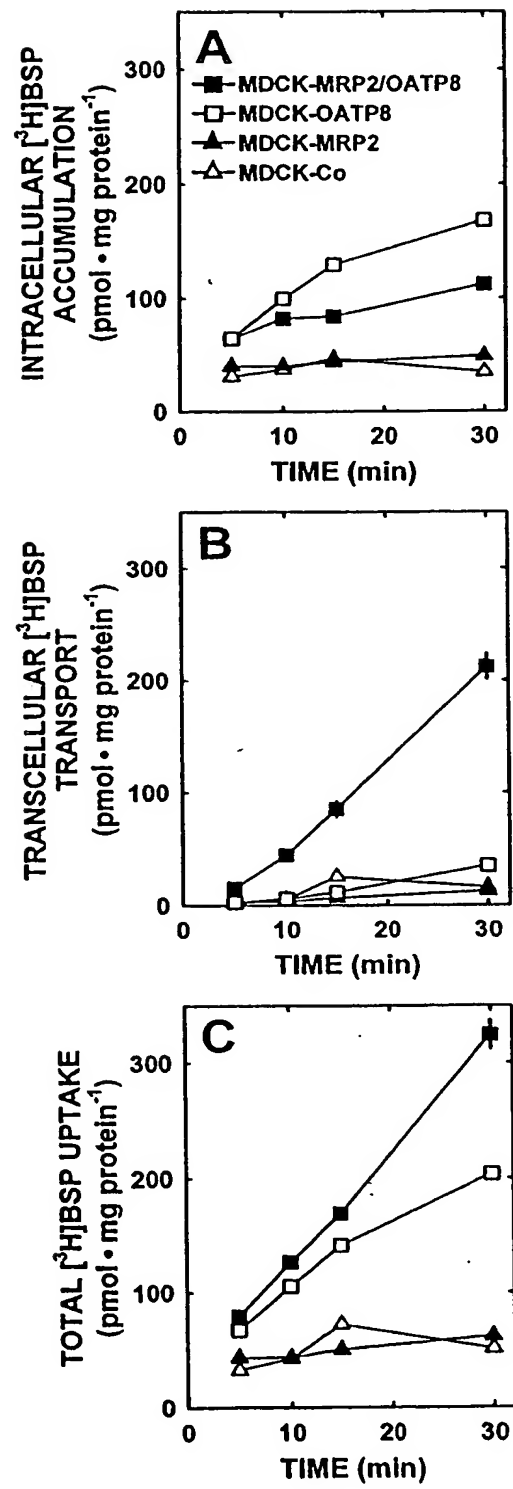 A
■ MDCK-MRP2/OATP8
□ MDCK-OATP8
▲ MDCK-MRP2
△ MDCK-Co
INTRACELLULAR [³H]BSP
ACCUMULATION
(pmol • mg protein⁻¹)
300
200
100
0
0 10 20 30
TIME (min)
B
TRANSCELLULAR [³H]BSP
TRANSPORT
(pmol • mg protein⁻¹)
300
200
100
0
0 10 20 30
TIME (min)
C
TOTAL [³H]BSP UPTAKE
(pmol • mg protein⁻¹)
300
200
100
0
0 10 20 30
TIME (min)